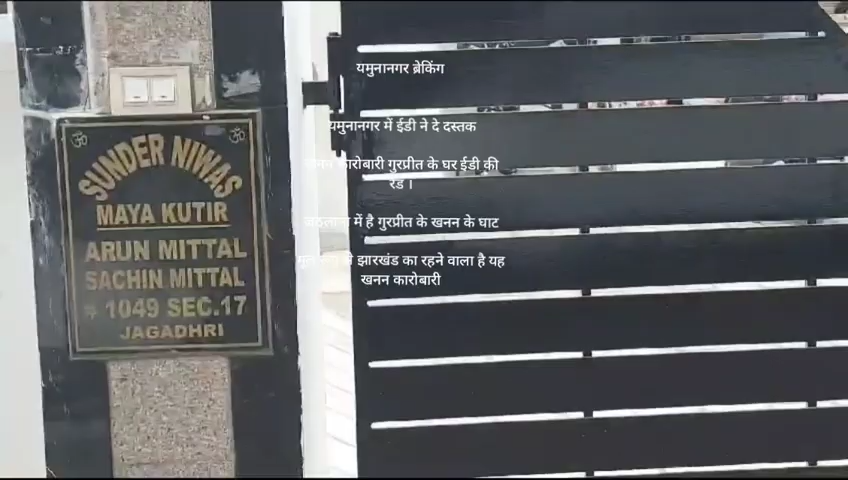 ॐ ॐ
SUNDER NIWAS
MAYA KUTIR
ARUN MITTAL
SACHIN MITTAL
# 1049 SEC.17
JAGADHRI
यमुनानगर ब्रेकिंग
यमुनानगर में ईडी ने दे दस्तक
कारोबारी गुरप्रीत के घर ईडी की
रेड ।
में है गुरप्रीत के खनन के घाट
झारखंड का रहने वाला है यह
खनन कारोबारी